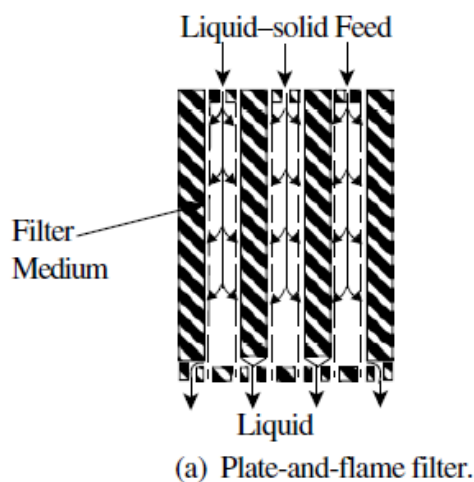 Liquid–solid Feed
Filter
Medium
Liquid
(a) Plate-and-flame filter.